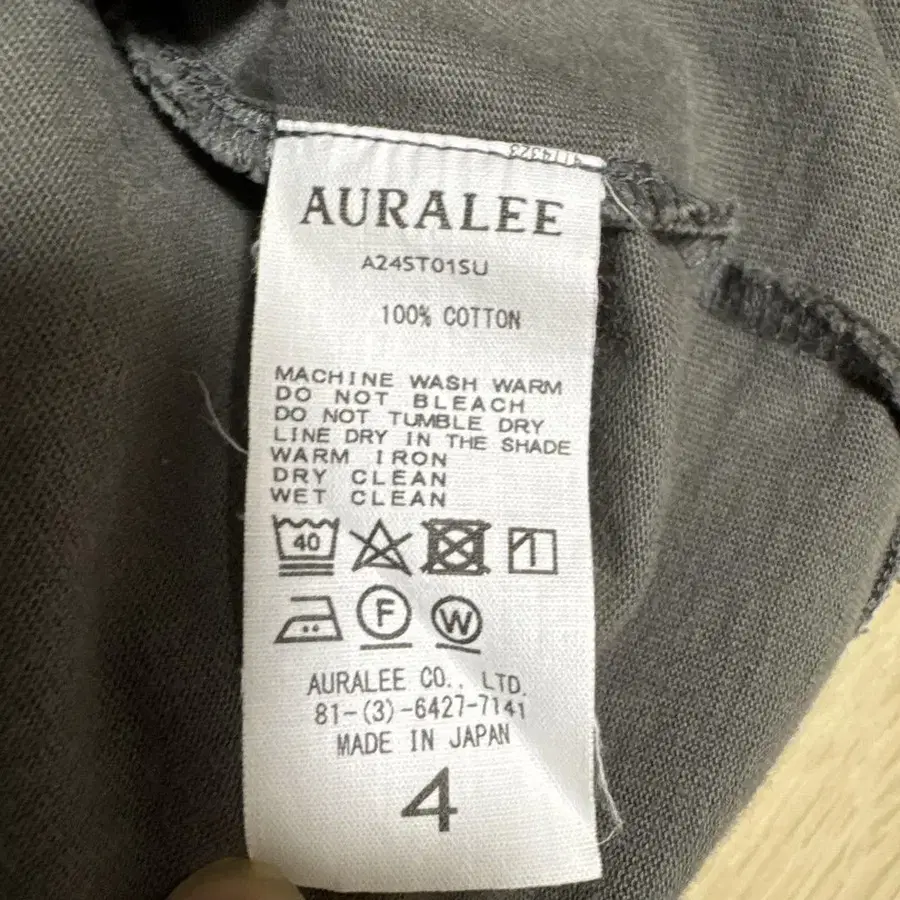 4114323
AURALEE
A24ST01SU
100% COTTON
MACHINE WASH WARM
DO NOT BLEACH
DO NOT TUMBLE DRY
LINE DRY IN THE SHADE
WARM IRON
DRY CLEAN
WET CLEAN
40
F
W
AURALEE CO., LTD.
81-(3)-6427-7141
MADE IN JAPAN
4